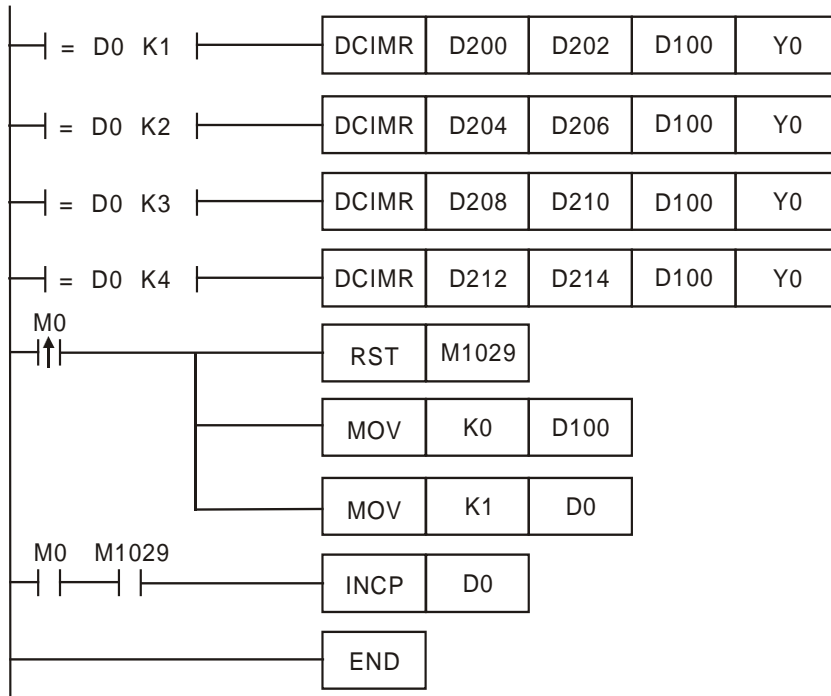 = D0 K1 DCIMR D200 D202 D100 Y0
= D0 K2 DCIMR D204 D206 D100 Y0
= D0 K3 DCIMR D208 D210 D100 Y0
= D0 K4 DCIMR D212 D214 D100 Y0
M0
RST M1029
MOV K0 D100
MOV K1 D0
M0 M1029
INCP D0
END